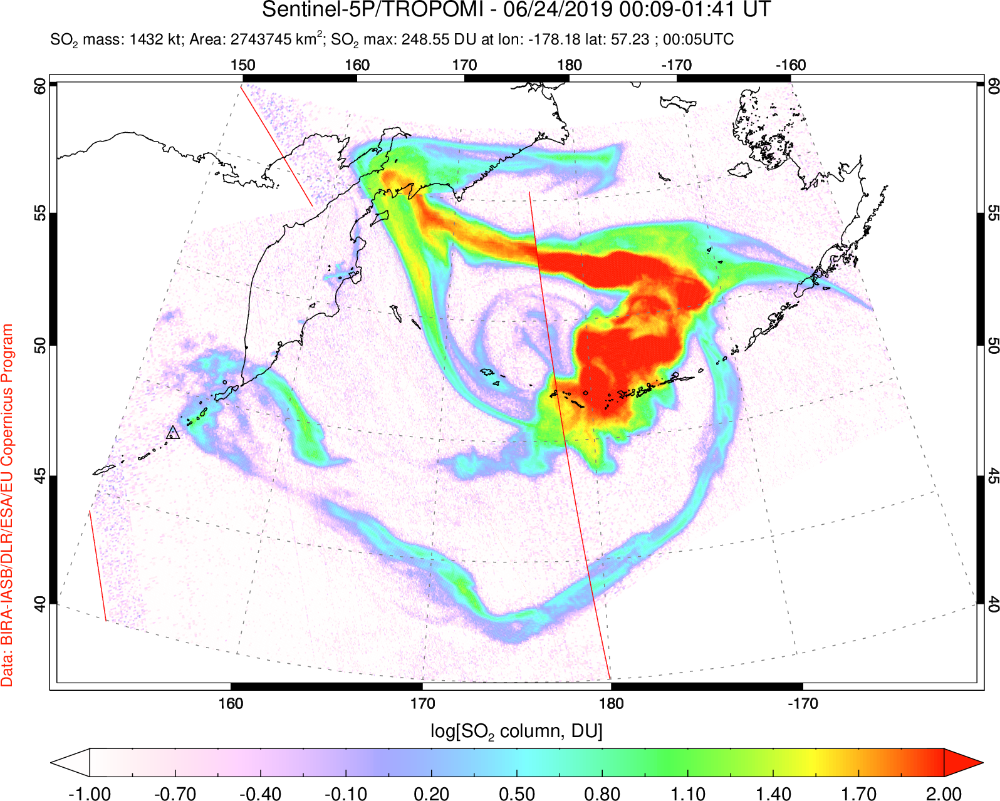 Sentinel-5P/TROPOMI - 06/24/2019 00:09-01:41 UT
SO₂ mass: 1432 kt; Area: 2743745 km²; SO₂ max: 248.55 DU at lon: -178.18 lat: 57.23 ; 00:05UTC
150 160 170 180 -170 -160
60 60
55 55
50 50
45 45
40 40
Data: BIRA-IASB/DLR/ESA/EU Copernicus Program
160 170 180 -170
log[SO₂ column, DU]
-1.00 -0.70 -0.40 -0.10 0.20 0.50 0.80 1.10 1.40 1.70 2.00